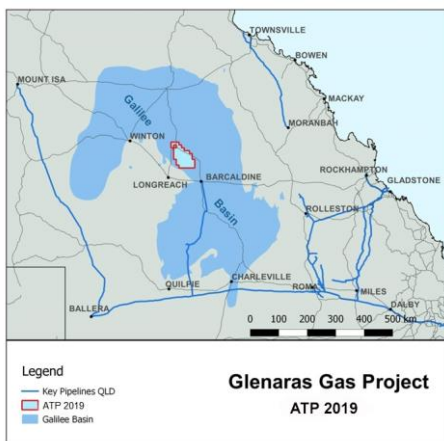 TOWNSVILLE
BOWEN
MOUNT ISA
MACKAY
Galilee
MORANBAH
WINTON
ROCKHAMPTON
GLADSTONE
LONGREACH
BARCALDINE
Basin
ROLLESTON
CHARLEVILLE
QUILPIE
ROMA
MILES
BALLERA
DALBY
0 100 200 300 400 500 km
Legend
Key Pipelines QLD
ATP 2019
Galilee Basin
Glenaras Gas Project
ATP 2019